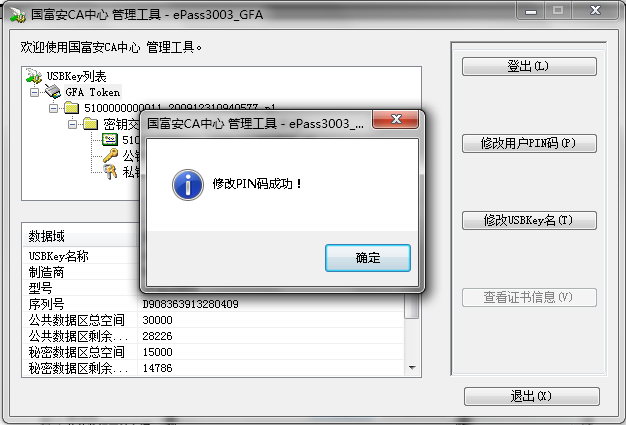 国富安CA中心 管理工具 - ePass3003_GFA
欢迎使用国富安CA中心 管理工具。
登出(L)
USBKey列表
GFA Token
5100000000011_200912310940577_p1
密钥交
国富安CA中心 管理工具 - ePass3003_...
510
公钥
私钥
修改PIN码成功！
修改用户PIN码(P)
修改USBKey名(T)
确定
数据域
USBKey名称
制造商
型号
查看证书信息(V)
序列号 D908363913280409
公共数据区总空间 30000
公共数据区剩余... 28226
秘密数据区总空间 15000
秘密数据区剩余... 14786
退出(X)